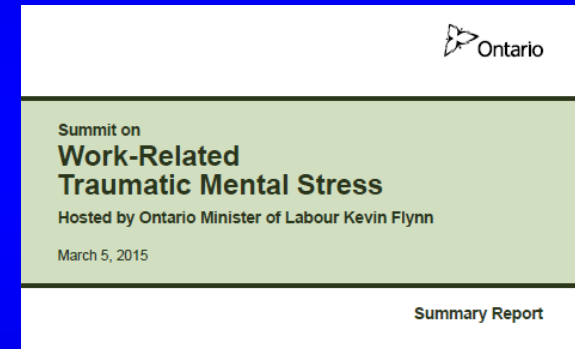 Ontario
Summit on
Work-Related
Traumatic Mental Stress
Hosted by Ontario Minister of Labour Kevin Flynn
March 5, 2015
Summary Report